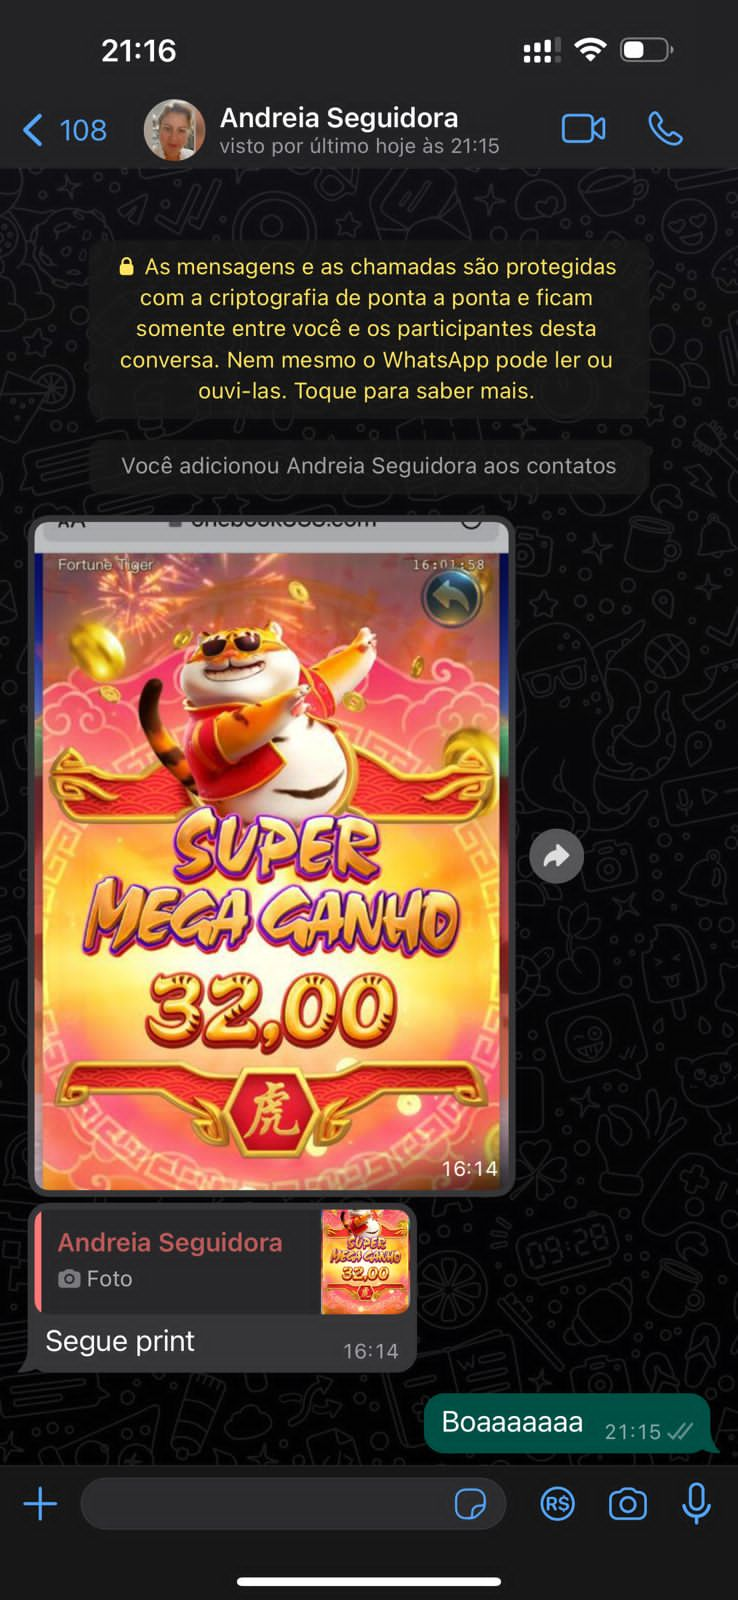 21:16
108
Andreia Seguidora
visto por último hoje às 21:15
As mensagens e as chamadas são protegidas
com a criptografia de ponta a ponta e ficam
somente entre você e os participantes desta
conversa. Nem mesmo o WhatsApp pode ler ou
ouvi-las. Toque para saber mais.
Você adicionou Andreia Seguidora aos contatos
Fortune Tiger 16:01:58
SUPER
MEGA GANHO
32,00
虎
16:14
Andreia Seguidora
Foto
SUPER
MEGA GANHO
32,00
Segue print 16:14
Boaaaaaaa 21:15
R$